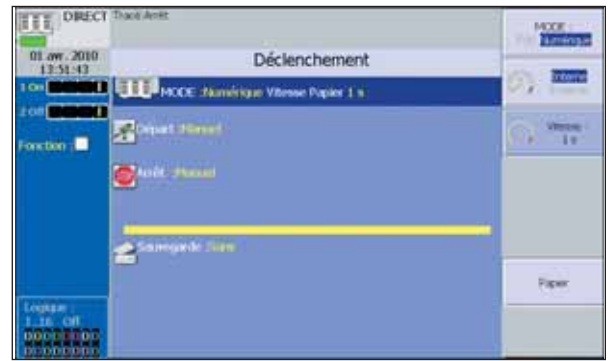 DIRECT
Tracé Arrêt
01 avr. 2010
13:51:43
Déclenchement
MODE :Numérique Vitesse Papier 1 s
1 On
2 Off
Départ :Manuel
Fonction :
Arrêt :Manuel
Sauvegarde :Sans
Logique :
1..16 Off
MODE :
Numérique
Interne
Vitesse :
1 s
Papier